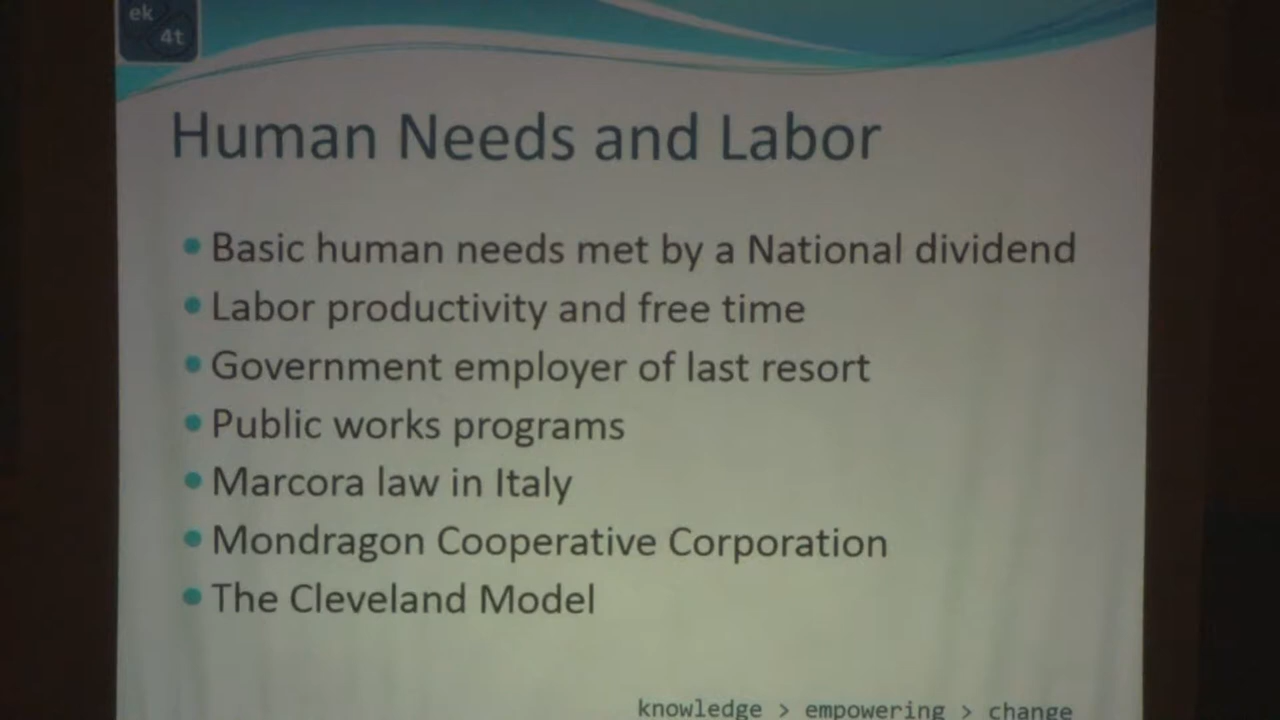 ek
4t
Human Needs and Labor
Basic human needs met by a National dividend
Labor productivity and free time
Government employer of last resort
Public works programs
Marcora law in Italy
Mondragon Cooperative Corporation
The Cleveland Model
knowledge > empowering > change